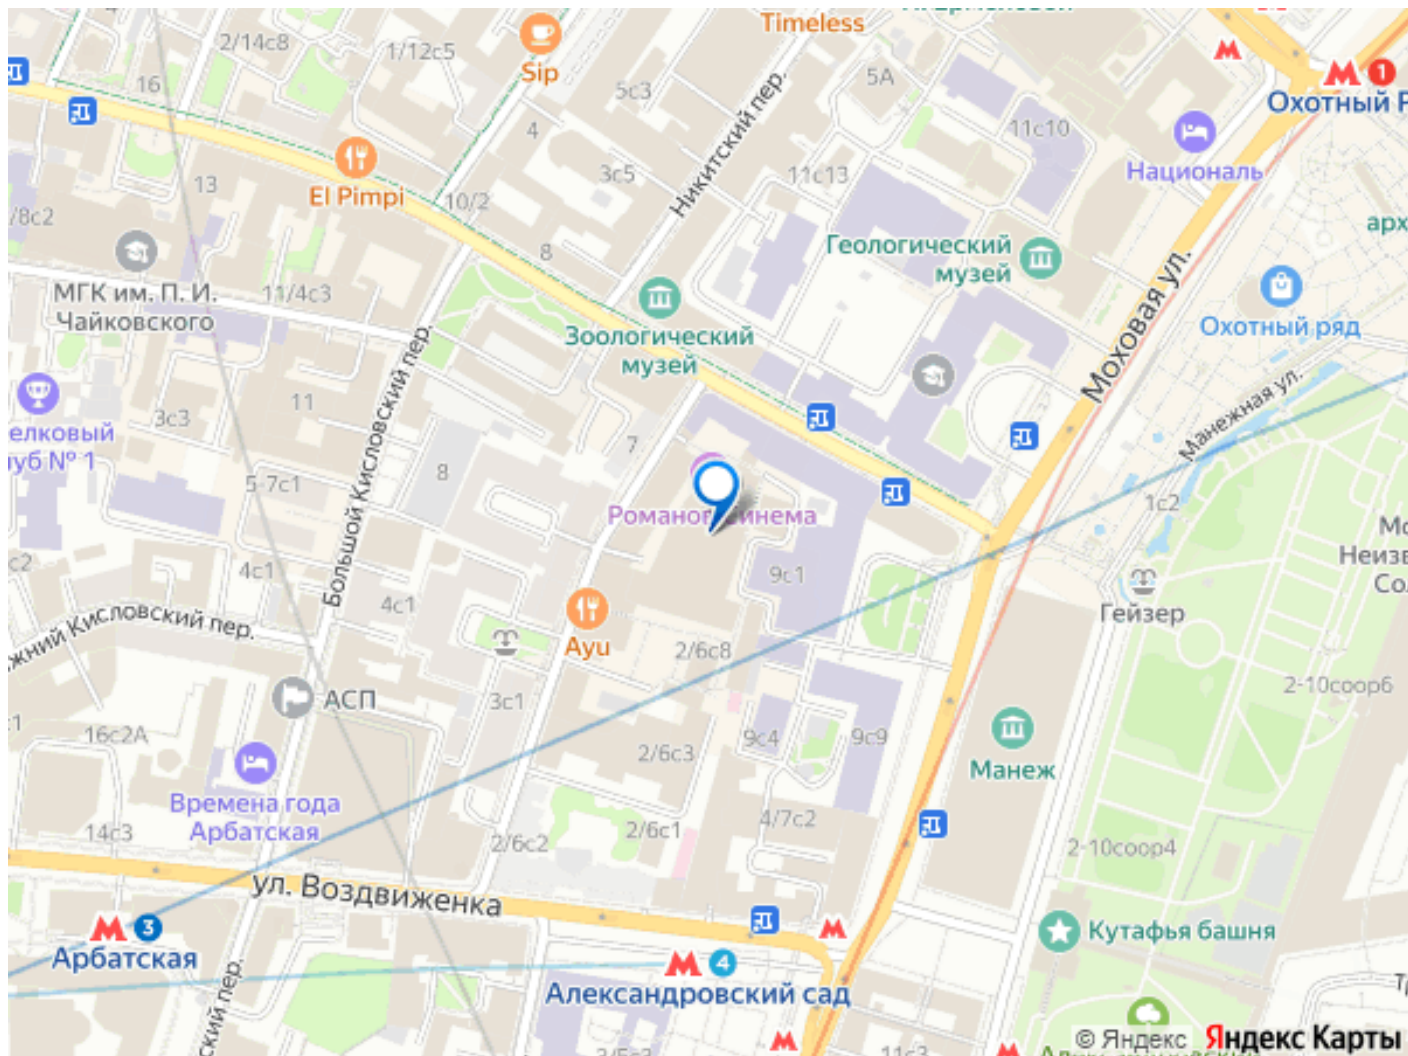 Timeless
2/14с8
1/12с5
Sip
5А
16
5с3
Охотный
11с10
4
Националь
Никитский пер.
3с5
11с13
13
El Pimpi
10/2
/8с2
8
Геологический
музей
МГК им. П. И.
Чайковского
11/4с3
Моховая ул.
Зоологический
музей
Охотный ряд
Большой Кисловский пер.
Манежная ул.
11
3с3
7
8
5-7с1
1с2
9с1
4с1
4с1
Гейзер
Ayu
2/6с8
2-10соор6
АСП
3с1
16с2А
9с4
9с9
2/6с3
Манеж
Времена года
Арбатская
14с3
2/6с2
2/6с1
4/7с2
2-10соор4
ул. Воздвиженка
3
Арбатская
4
Александровский сад
Кутафья башня
1
Кисловский пер.
11с3
© Яндекс Яндекс Карты